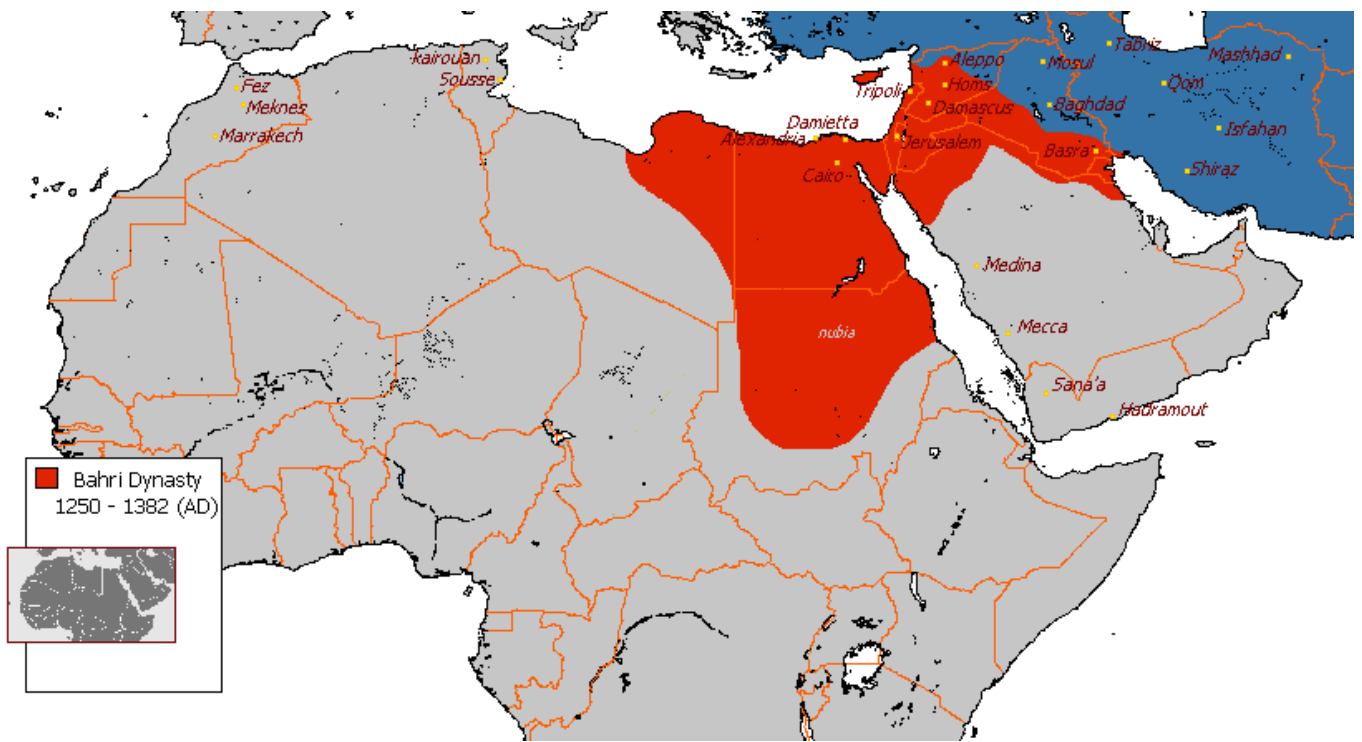 kairouan
Sousse
Fez
Meknes
Marrakech
Tripoli
Aleppo
Homs
Damascus
Mosul
Tabriz
Mashhad
Qom
Baghdad
Isfahan
Shiraz
Basra
Damietta
Alexandria
Jerusalem
Cairo
Medina
nubia
Mecca
Sana'a
Hadramout
Bahri Dynasty
1250 - 1382 (AD)